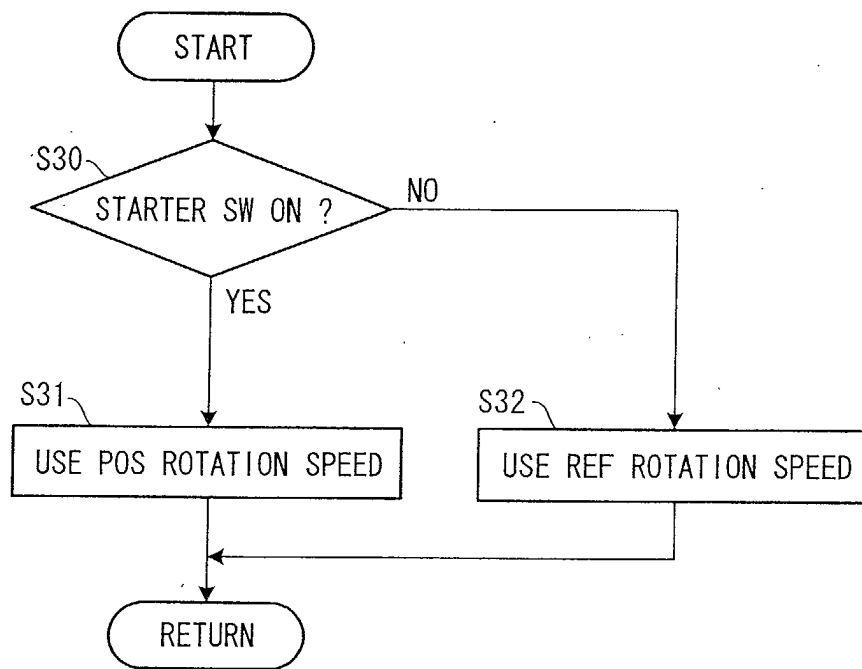 START
S30
STARTER SW ON ?
NO
YES
S31
USE POS ROTATION SPEED
S32
USE REF ROTATION SPEED
RETURN